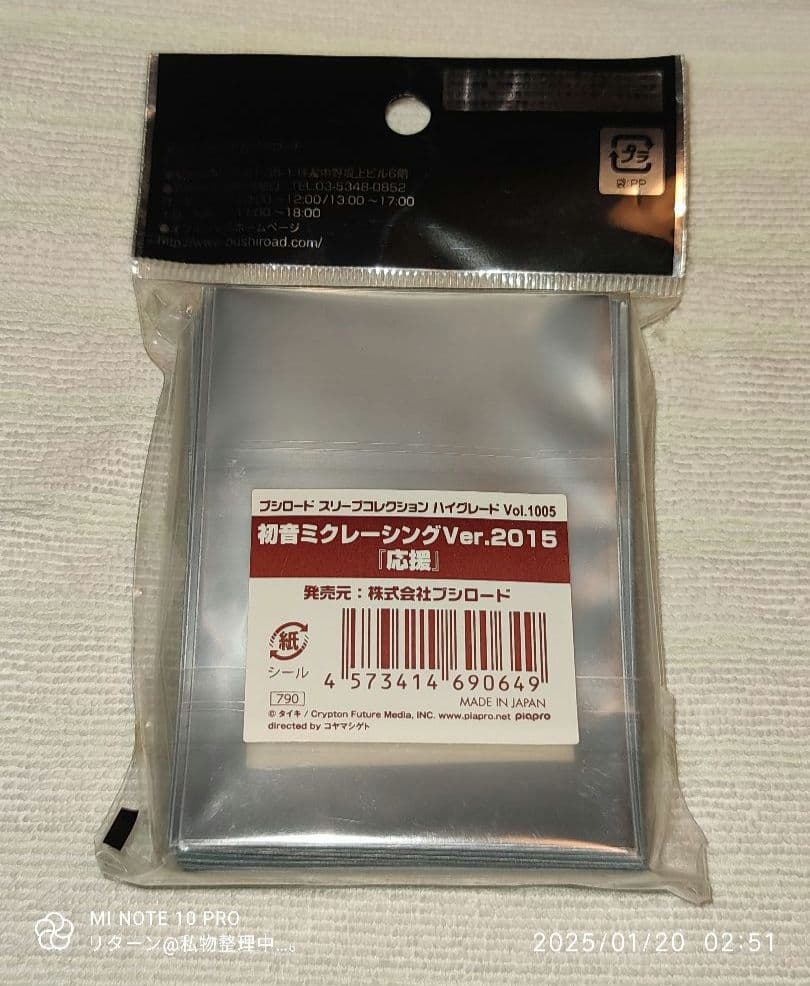 プラ
袋/PP
TEL:03-5348-0852
12:00/13:00~17:00
18:00
ホームページ
http://www.bushiroad.com/
ブシロード スリーブコレクション ハイグレード Vol.1005
初音ミクレーシングVer.2015
『応援』
発売元:株式会社ブシロード
紙
シール
4 573414 690649
790
MADE IN JAPAN
© タイキ / Crypton Future Media, INC. www.piapro.net piapro
directed by コヤマシゲト
MI NOTE 10 PRO
リターン@私物整理中...。
2025/01/20 02:51